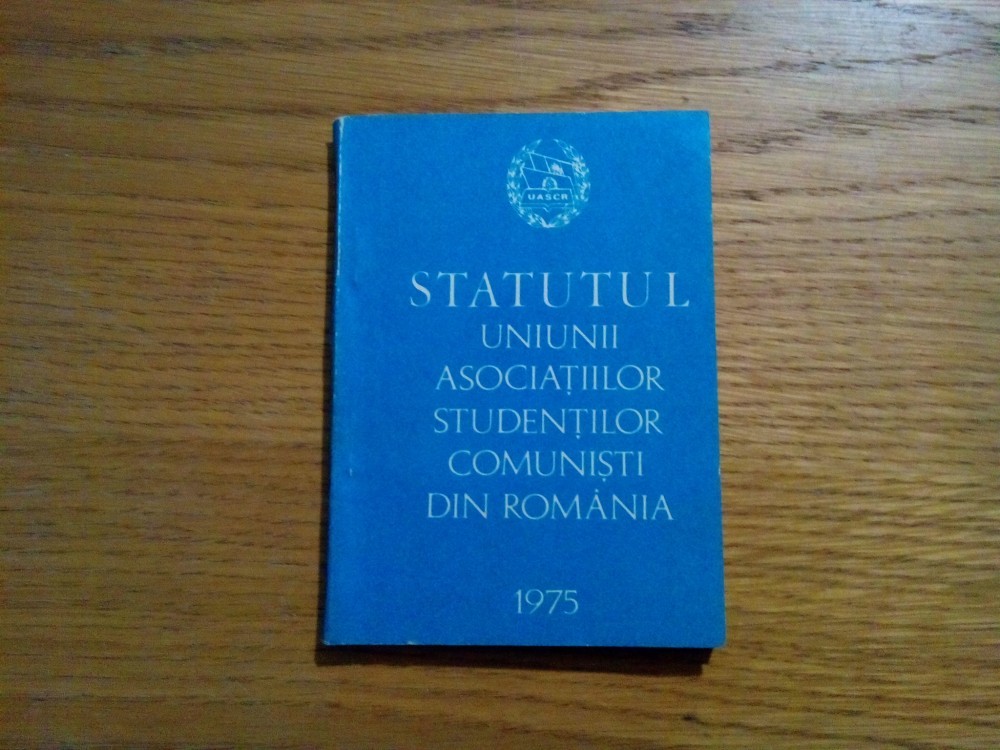 UASCR
STATUTUL
UNIUNII
ASOCIAȚIILOR
STUDENȚILOR
COMUNIȘTI
DIN ROMÂNIA
1975